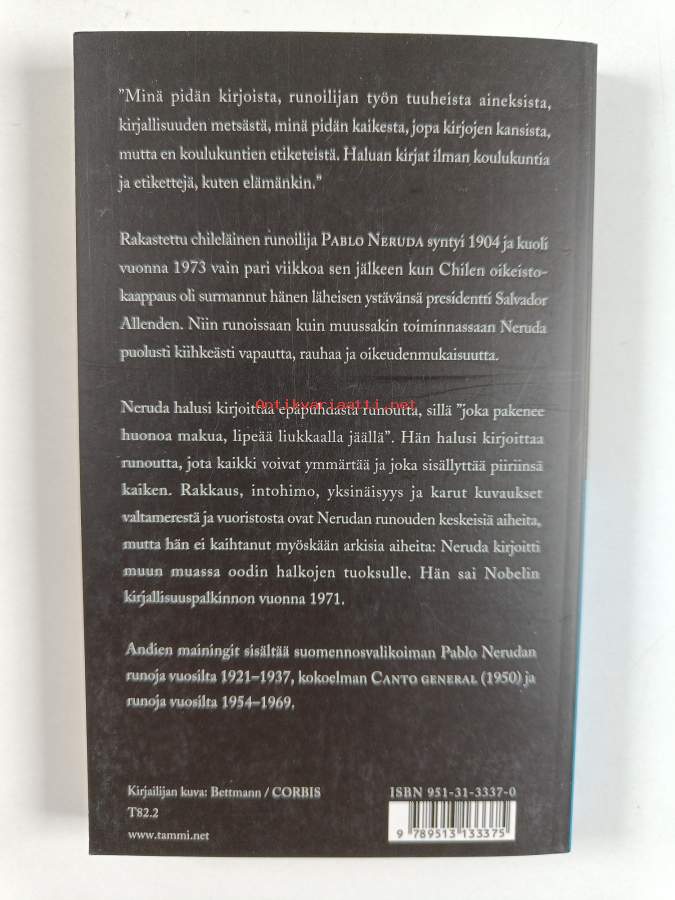 "Minä pidän kirjoista, runoilijan työn tuuheista aineksista,
kirjallisuuden metsästä, minä pidän kaikesta, jopa kirjojen kansista,
mutta en koulukuntien etiketeistä. Haluan kirjat ilman koulukuntia
ja etikettejä, kuten elämänkin."
Rakastettu chileläinen runoilija PABLO NERUDA syntyi 1904 ja kuoli
vuonna 1973 vain pari viikkoa sen jälkeen kun Chilen oikeisto-
kaappaus oli surmannut hänen läheisen ystävänsä presidentti Salvador
Allenden. Niin runoissaan kuin muussakin toiminnassaan Neruda
puolusti kiihkeästi vapautta, rauhaa ja oikeudenmukaisuutta.
Antikvariaatti.net
Neruda halusi kirjoittaa epäpuhdasta runoutta, sillä "joka pakenee
huonoa makua, lipeää liukkaalla jäällä". Hän halusi kirjoittaa
runoutta, jota kaikki voivat ymmärtää ja joka sisällyttää piiriinsä
kaiken. Rakkaus, intohimo, yksinäisyys ja karut kuvaukset
valtamerestä ja vuoristosta ovat Nerudan runouden keskeisiä aiheita,
mutta hän ei kaihtanut myöskään arkisia aiheita: Neruda kirjoitti
muun muassa oodin halkojen tuoksulle. Hän sai Nobelin
kirjallisuuspalkinnon vuonna 1971.
Andien mainingit sisältää suomennosvalikoiman Pablo Nerudan
runoja vuosilta 1921–1937, kokoelman CANTO GENERAL (1950) ja
runoja vuosilta 1954–1969.
Kirjailijan kuva: Bettmann / CORBIS
T82.2
www.tammi.net
ISBN 951-31-3337-0
9 789513 133375